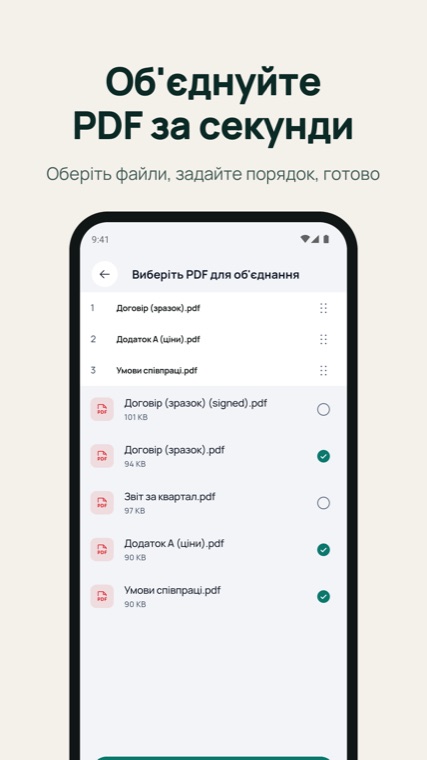 Об'єднуйте
PDF за секунди
Оберіть файли, задайте порядок, готово
9:41
Виберіть PDF для об'єднання
1 Договір (зразок).pdf
2 Додаток А (ціни).pdf
3 Умови співпраці.pdf
Договір (зразок) (signed).pdf
PDF
101 KB
Договір (зразок).pdf
PDF
94 KB
Звіт за квартал.pdf
PDF
97 KB
Додаток А (ціни).pdf
PDF
90 KB
Умови співпраці.pdf
PDF
90 KB